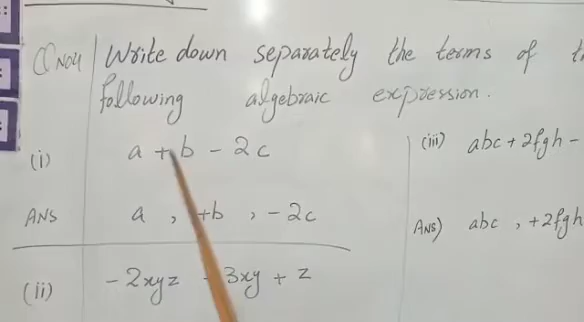 Q No4 Write down separately the terms of
following algebraic expression.
(i) a + b - 2c
ANS a , +b , -2c
(ii) -2xyz - 3xy + z
(iii) abc + 2fgh -
ANS) abc , +2fgh